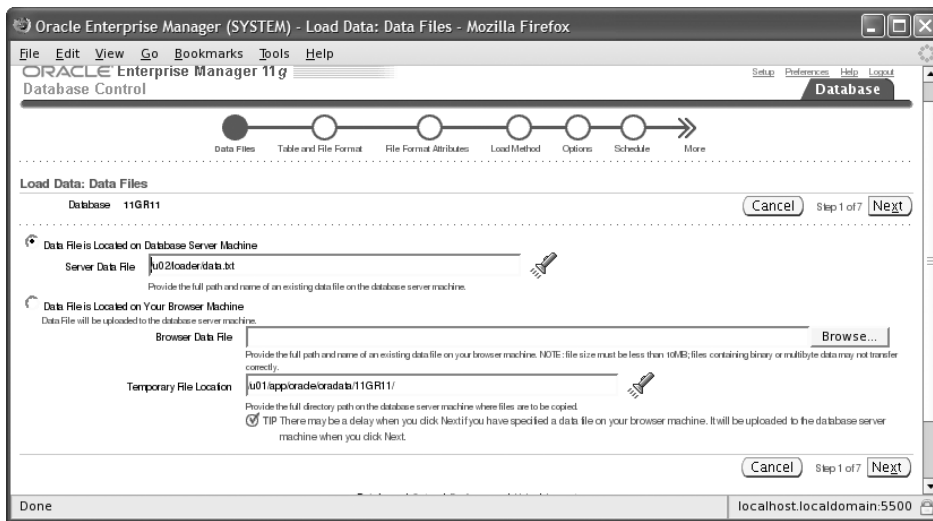 Oracle Enterprise Manager (SYSTEM) - Load Data: Data Files - Mozilla Firefox
File Edit View Go Bookmarks Tools Help
ORACLE Enterprise Manager 11g
Setup Preferences Help Logout
Database Control
Database
Data Files Table and File Format File Format Attributes Load Method Options Schedule More
Load Data: Data Files
Database 11GR11
Cancel Step 1 of 7 Next
Data File is Located on Database Server Machine
Server Data File /u02/loader/data.txt
Provide the full path and name of an existing data file on the database server machine.
Data File is Located on Your Browser Machine
Data File will be uploaded to the database server machine.
Browser Data File Browse...
Provide the full path and name of an existing data file on your browser machine. NOTE: file size must be less than 10MB; files containing binary or multibyte data may not transfer
correctly.
Temporary File Location /u01/app/oracle/oradata/11GR11/
Provide the full directory path on the database server machine where files are to be copied.
TIP There may be a delay when you click Next if you have specified a data file on your browser machine. It will be uploaded to the database server
machine when you click Next.
Cancel Step 1 of 7 Next
Done localhost.localdomain:5500